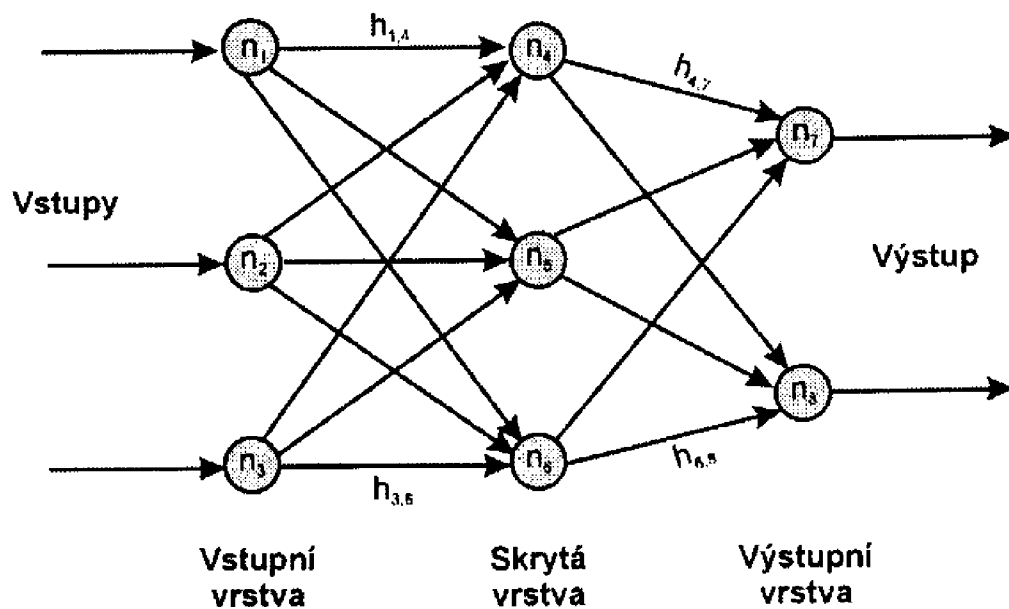 n1
h1,4
n4
h4,7
n7
Vstupy
n2
n5
Výstup
n3
h3,6
n6
h6,8
n8
Vstupní
vrstva
Skrytá
vrstva
Výstupní
vrstva